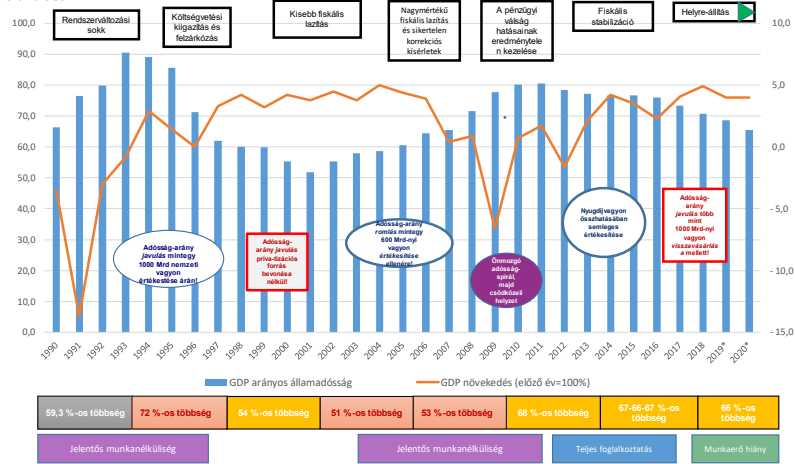 Rendszerváltozási
sokk
Költségvetési
kiigazítás és
felzárkózás
Kisebb fiskális
lazítás
Nagymértékű
fiskális lazítás
és sikertelen
korrekciós
kísérletek
A pénzügyi
válság
hatásainak
eredménytele
n kezelése
Fiskális
stabilizáció
Helyre-állítás
100,0
90,0
80,0
70,0
60,0
50,0
40,0
30,0
20,0
10,0
0,0
10,0
5,0
0,0
- 5,0
-10,0
-15,0
Adósság-arány
javulás mintegy
1000 Mrd nemzeti
vagyon
értékestése árán!
Adósság-
arány javulás
priva-tizációs
forrás
bevonása
nélkül!
Adósság-arány
romlás mintegy
600 Mrd-nyi
vagyon
értékesítése
ellenére!
Önmozgó
adósság-
spirál,
majd
csődközeli
helyzet
Nyugdíjvagyon
összhatásában
semleges
értékesítése
Adósság-
arány
javulás több
mint
1000 Mrd-nyi
vagyon
visszavásárlás
a mellett!
1990 1991 1992 1993 1994 1995 1996 1997 1998 1999 2000 2001 2002 2003 2004 2005 2006 2007 2008 2009 2010 2011 2012 2013 2014 2015 2016 2017 2018 2019* 2020*
GDP arányos államadósság GDP növekedés (előző év=100%)
59,3 %-os többség 72 %-os többség 54 %-os többség 51 %-os többség 53 %-os többség 68 %-os többség 67-66-67 %-os
többség 66 %-os
többség
Jelentős munkanélküliség Jelentős munkanélküliség Teljes foglalkoztatás Munkaerő hiány